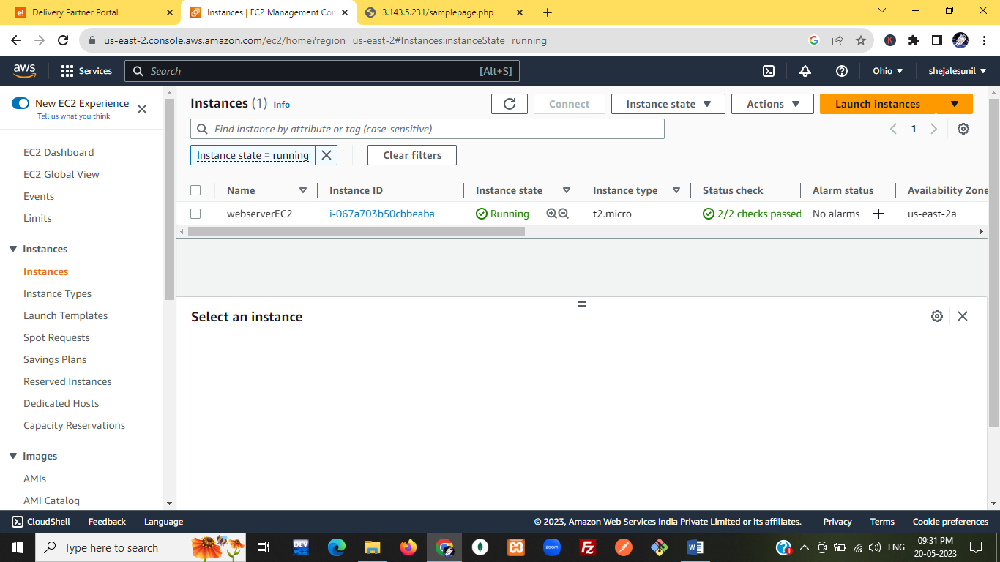 Delivery Partner Portal
Instances | EC2 Management Con
3.143.5.231/samplepage.php
us-east-2.console.aws.amazon.com/ec2/home?region=us-east-2#Instances:instanceState=running
aws
Services
Search
[Alt+S]
Ohio
shejalesunil
New EC2 Experience
Tell us what you think
EC2 Dashboard
EC2 Global View
Events
Limits
Instances
Instances
Instance Types
Launch Templates
Spot Requests
Savings Plans
Reserved Instances
Dedicated Hosts
Capacity Reservations
Images
AMIs
AMI Catalog
Instances (1) Info
Connect
Instance state
Actions
Launch instances
Find instance by attribute or tag (case-sensitive)
1
Instance state = running
Clear filters
Name Instance ID Instance state Instance type Status check Alarm status Availability Zone
webserverEC2 i-067a703b50cbbeaba Running t2.micro 2/2 checks passed No alarms us-east-2a
Select an instance
CloudShell Feedback Language © 2023, Amazon Web Services India Private Limited or its affiliates. Privacy Terms Cookie preferences
Type here to search
DEV
zoom
ENG
09:31 PM
20-05-2023